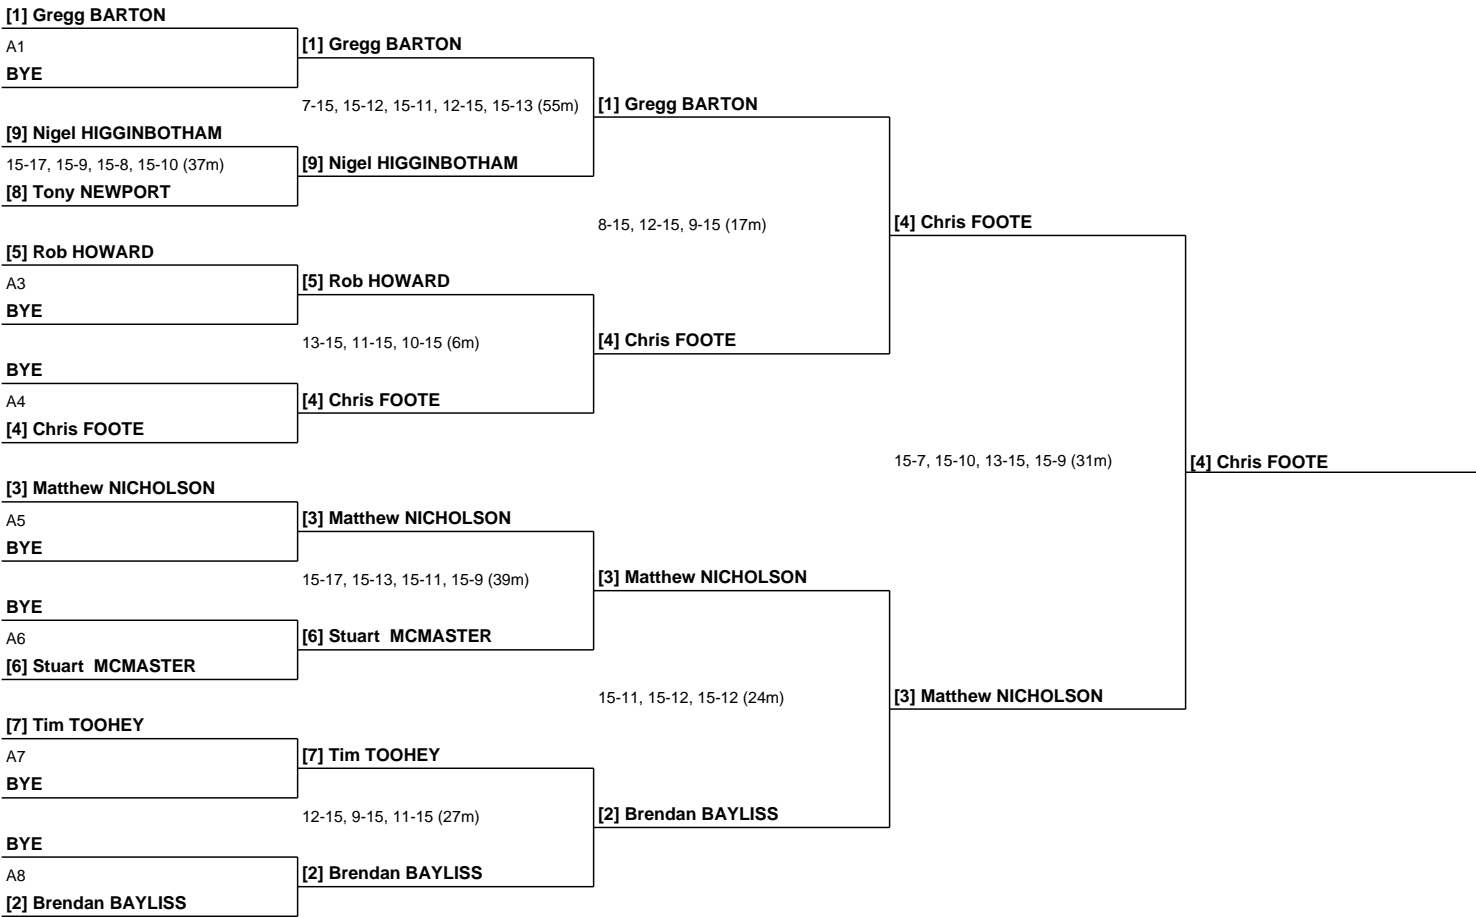 [1] Gregg BARTON
A1
BYE
[1] Gregg BARTON
7-15, 15-12, 15-11, 12-15, 15-13 (55m)
[1] Gregg BARTON
[9] Nigel HIGGINBOTHAM
15-17, 15-9, 15-8, 15-10 (37m)
[8] Tony NEWPORT
[9] Nigel HIGGINBOTHAM
8-15, 12-15, 9-15 (17m)
[4] Chris FOOTE
[5] Rob HOWARD
A3
BYE
[5] Rob HOWARD
13-15, 11-15, 10-15 (6m)
[4] Chris FOOTE
BYE
A4
[4] Chris FOOTE
[4] Chris FOOTE
15-7, 15-10, 13-15, 15-9 (31m)
[4] Chris FOOTE
[3] Matthew NICHOLSON
A5
BYE
[3] Matthew NICHOLSON
15-17, 15-13, 15-11, 15-9 (39m)
[3] Matthew NICHOLSON
BYE
A6
[6] Stuart  MCMASTER
[6] Stuart  MCMASTER
15-11, 15-12, 15-12 (24m)
[3] Matthew NICHOLSON
[7] Tim TOOHEY
A7
BYE
[7] Tim TOOHEY
12-15, 9-15, 11-15 (27m)
[2] Brendan BAYLISS
BYE
A8
[2] Brendan BAYLISS
[2] Brendan BAYLISS